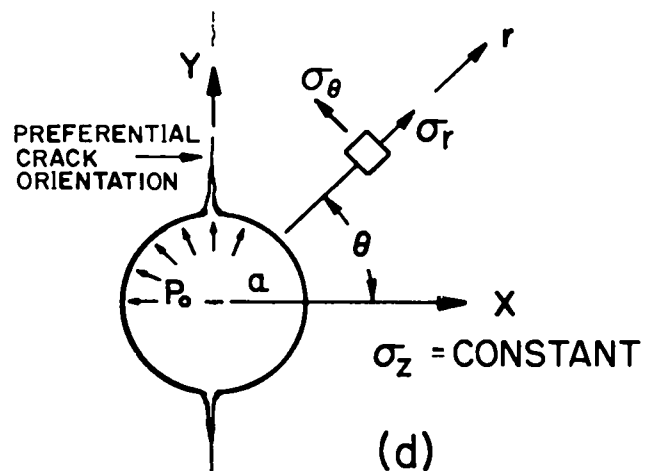 Y
r
σθ
σr
PREFERENTIAL
CRACK
ORIENTATION
θ
Po
a
X
σz = CONSTANT
(d)